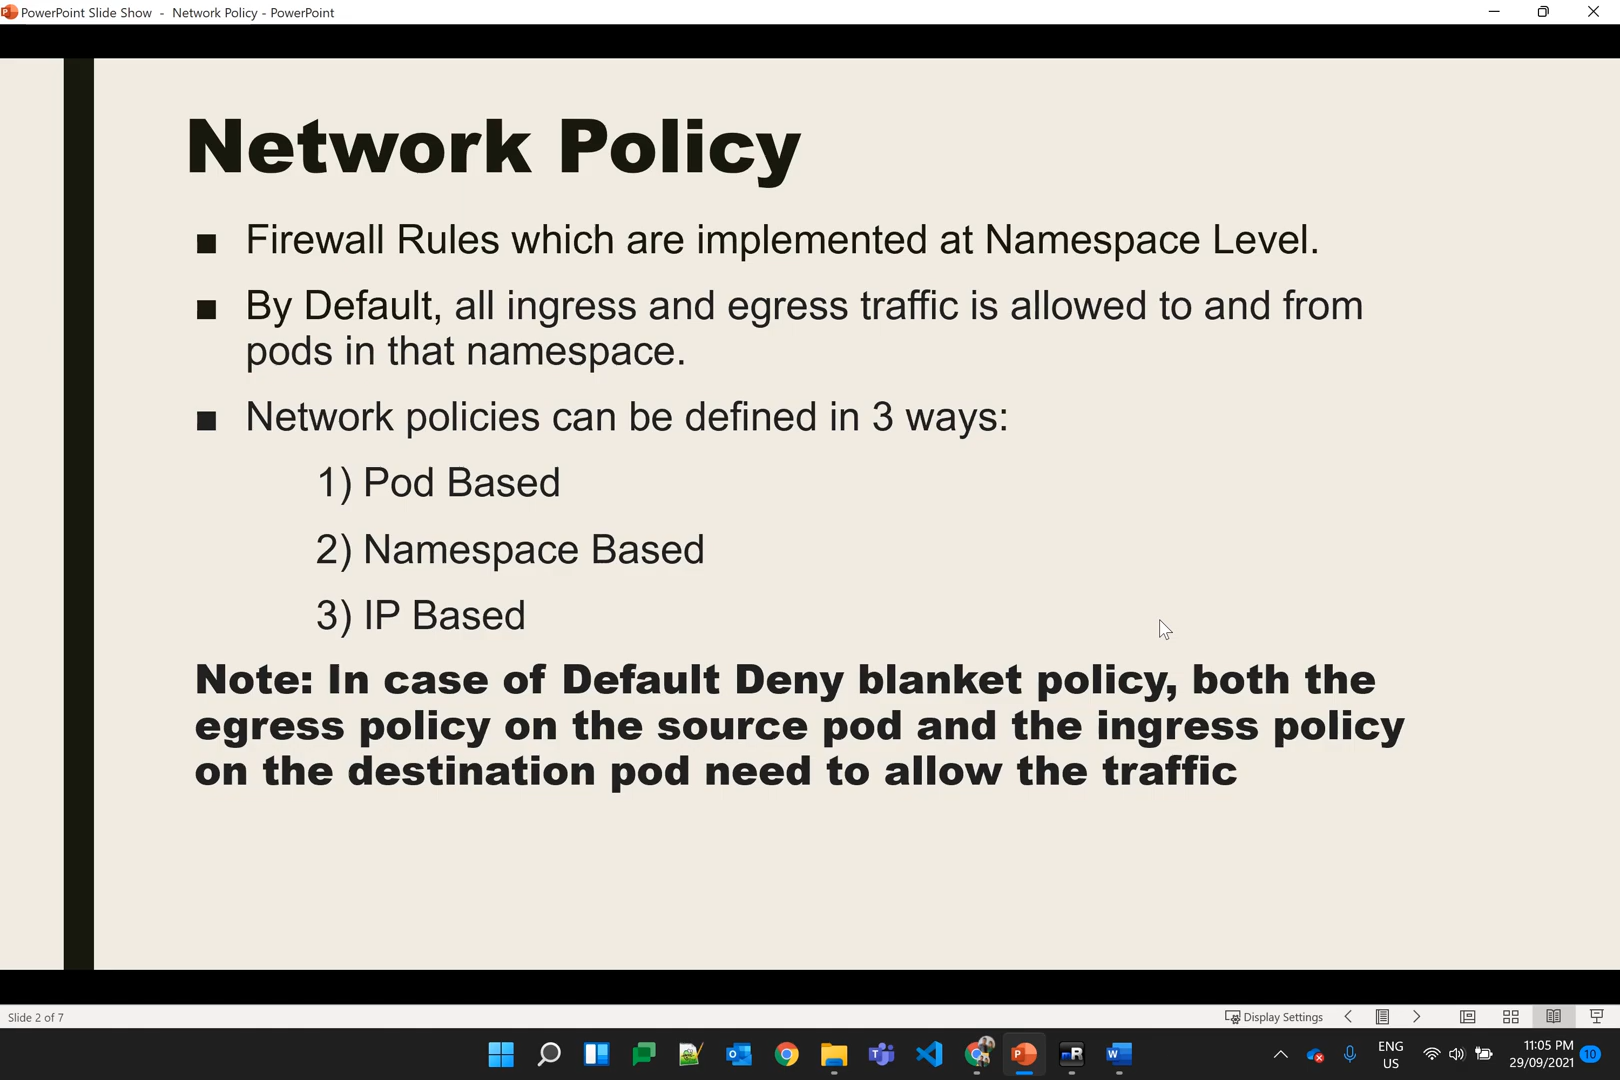 PowerPoint Slide Show - Network Policy - PowerPoint
Network Policy
■ Firewall Rules which are implemented at Namespace Level.
■ By Default, all ingress and egress traffic is allowed to and from
pods in that namespace.
■ Network policies can be defined in 3 ways:
1) Pod Based
2) Namespace Based
3) IP Based
Note: In case of Default Deny blanket policy, both the
egress policy on the source pod and the ingress policy
on the destination pod need to allow the traffic
Slide 2 of 7
Display Settings
ENG
US
11:05 PM
29/09/2021
10